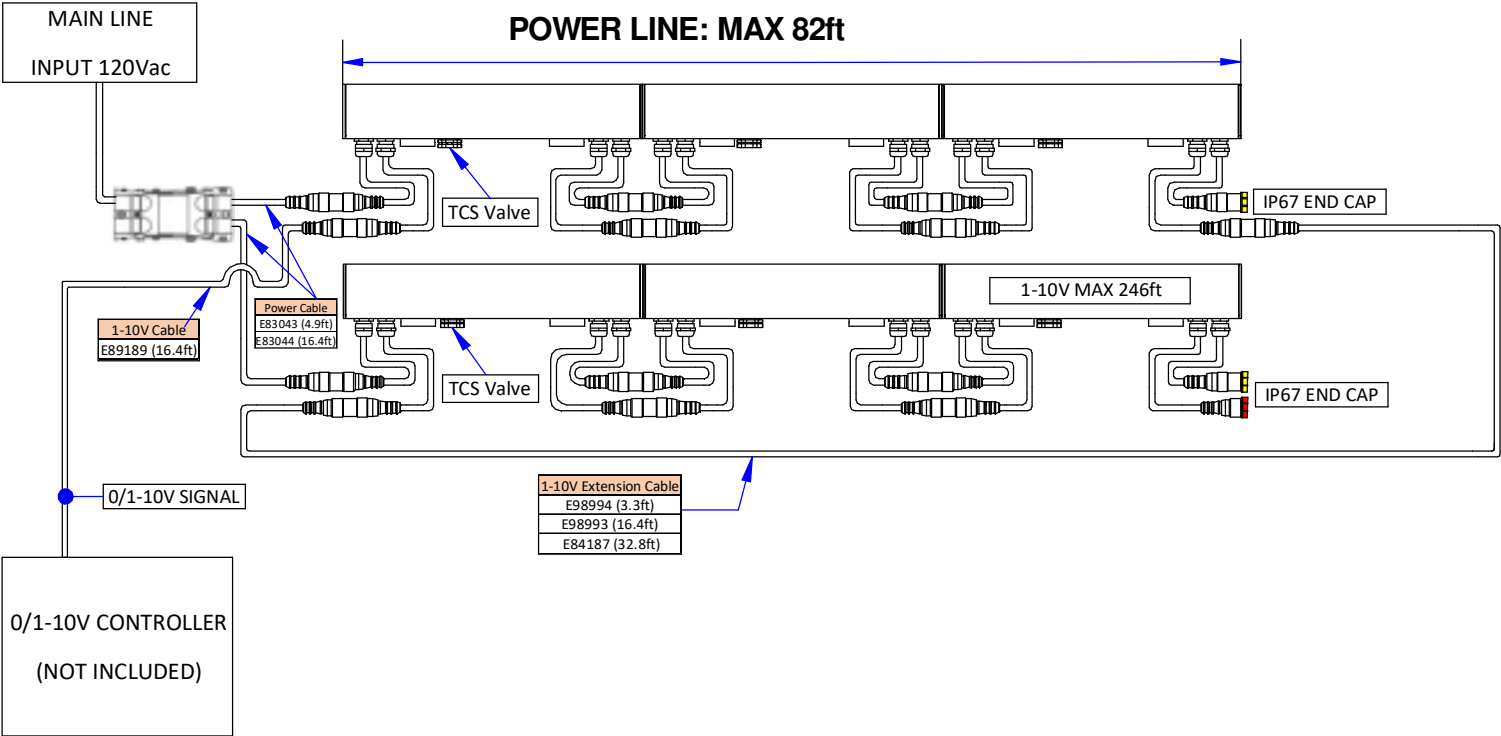 MAIN LINE
INPUT 120Vac
POWER LINE: MAX 82ft
TCS Valve
IP67 END CAP
1-10V MAX 246ft
Power Cable
E83043 (4.9ft)
E83044 (16.4ft)
1-10V Cable
E89189 (16.4ft)
TCS Valve
IP67 END CAP
0/1-10V SIGNAL
1-10V Extension Cable
E98994 (3.3ft)
E98993 (16.4ft)
E84187 (32.8ft)
0/1-10V CONTROLLER
(NOT INCLUDED)